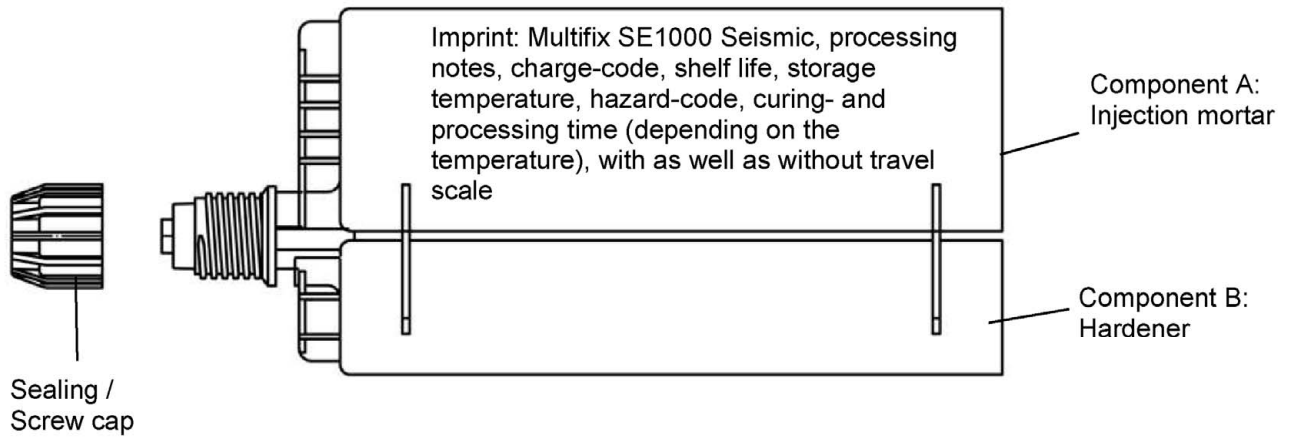 Imprint: Multifix SE1000 Seismic, processing
notes, charge-code, shelf life, storage
temperature, hazard-code, curing- and
processing time (depending on the
temperature), with as well as without travel
scale
Component A:
Injection mortar
Component B:
Hardener
Sealing /
Screw cap